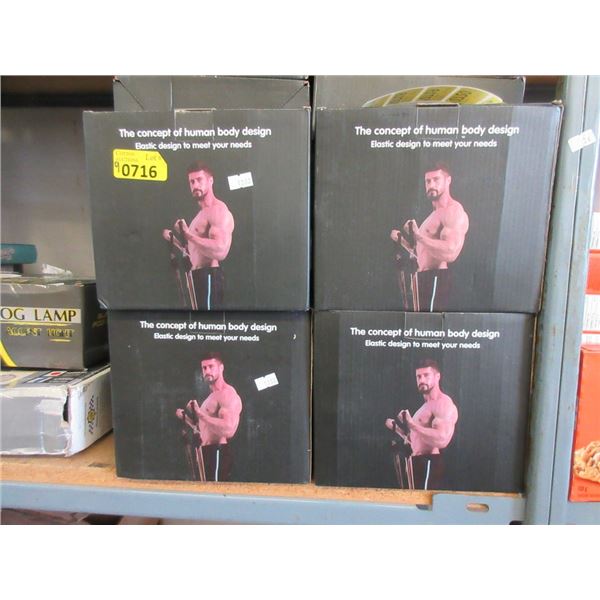 The concept of human body design
Elastic design to meet your needs
Lot#
0716
The concept of human body design
Elastic design to meet your needs
The concept of human body design
Elastic design to meet your needs
The concept of human body design
Elastic design to meet your needs
OG LAMP